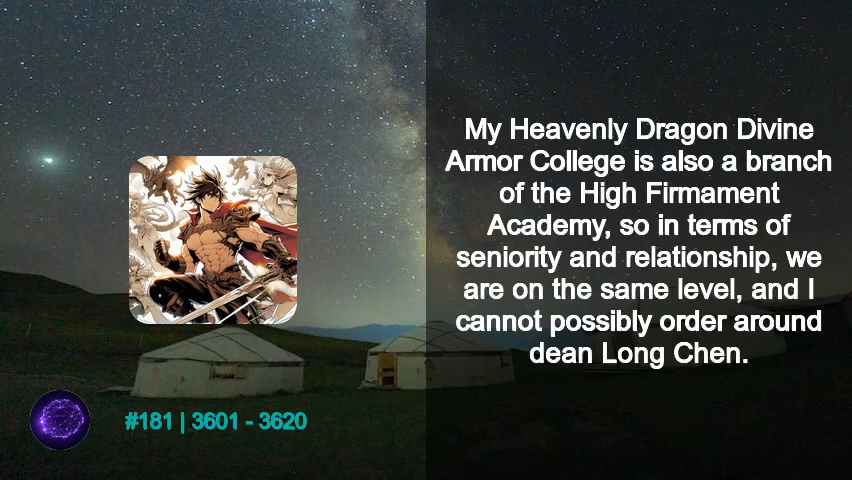 My Heavenly Dragon Divine
Armor College is also a branch
of the High Firmament
Academy, so in terms of
seniority and relationship, we
are on the same level, and I
cannot possibly order around
dean Long Chen.
#181 | 3601 - 3620